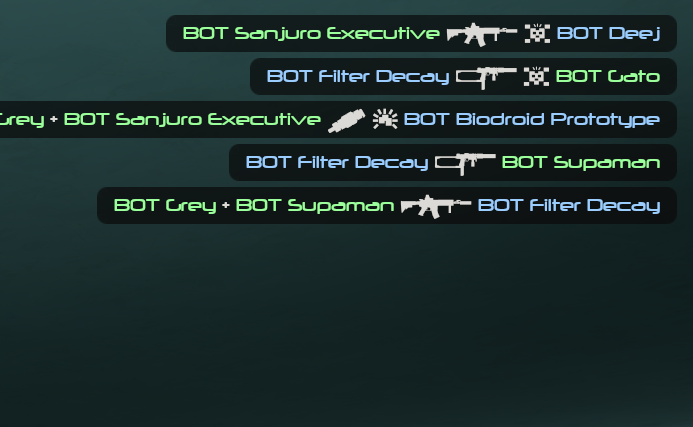 BOT Sanjuro Executive BOT Deej
BOT Filter Decay BOT Gato
Grey + BOT Sanjuro Executive BOT Biodroid Prototype
BOT Filter Decay BOT Supaman
BOT Grey + BOT Supaman BOT Filter Decay